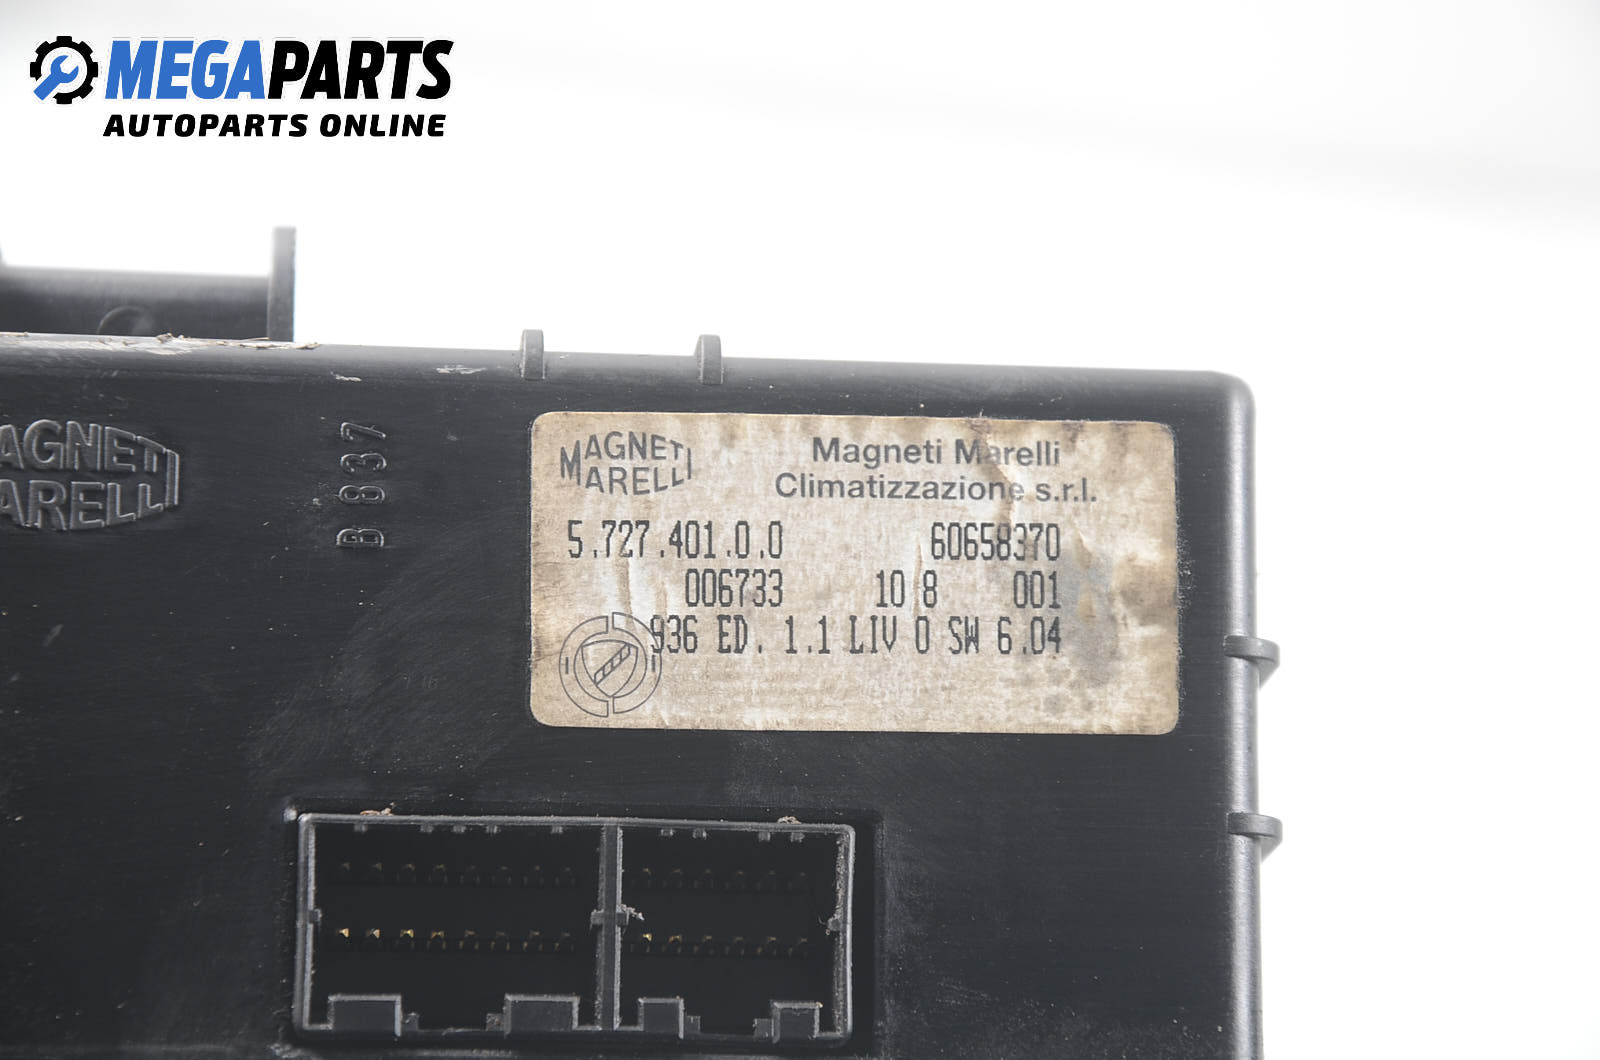 MEGAPARTS
AUTOPARTS ONLINE
MAGNETI
MARELLI
B837
MAGNETI
MARELLI
Magneti Marelli
Climatizzazione s.r.l.
5.727.401.0.0 60658370
006733 10 8 001
936 ED. 1.1 LIV 0 SW 6.04